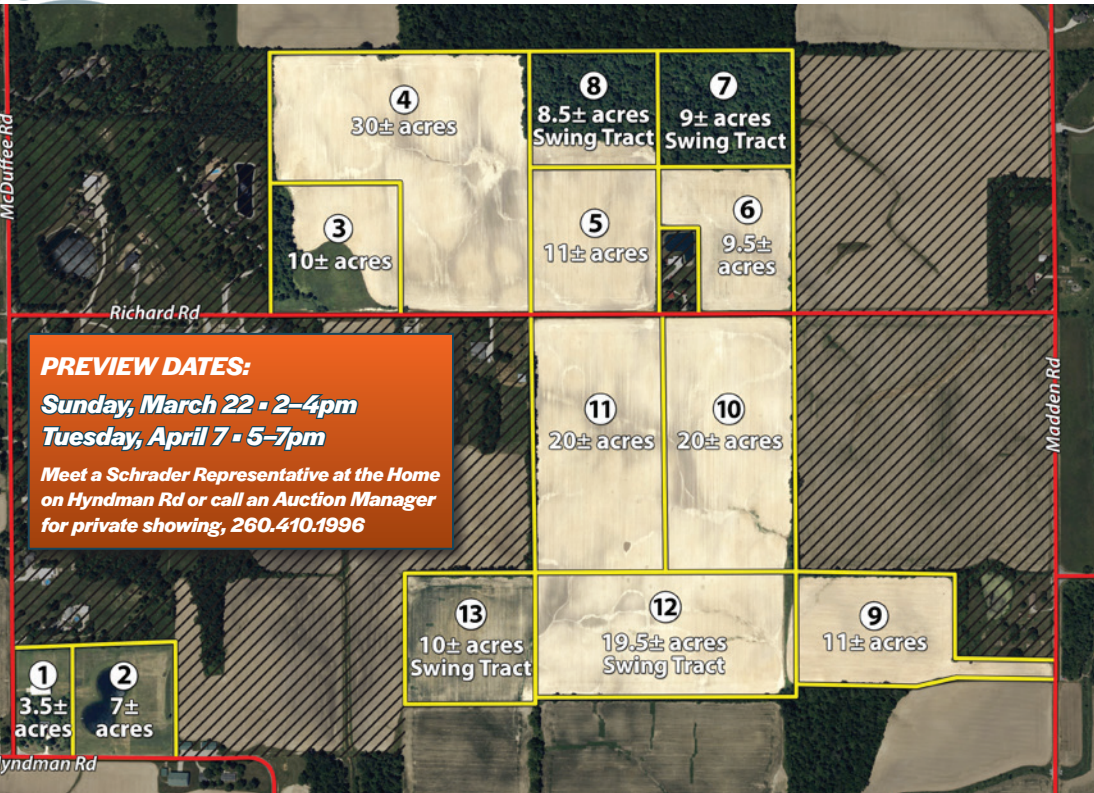 McDuffee Rd
4
30± acres
8
8.5± acres
Swing Tract
7
9± acres
Swing Tract
3
10± acres
5
11± acres
6
9.5±
acres
Richard Rd
PREVIEW DATES:
Sunday, March 22 ▪ 2–4pm
Tuesday, April 7 ▪ 5–7pm
Meet a Schrader Representative at the Home
on Hyndman Rd or call an Auction Manager
for private showing, 260.410.1996
11
20± acres
10
20± acres
Madden Rd
13
10± acres
Swing Tract
12
19.5± acres
Swing Tract
9
11± acres
1
3.5±
acres
2
7±
acres
yndman Rd